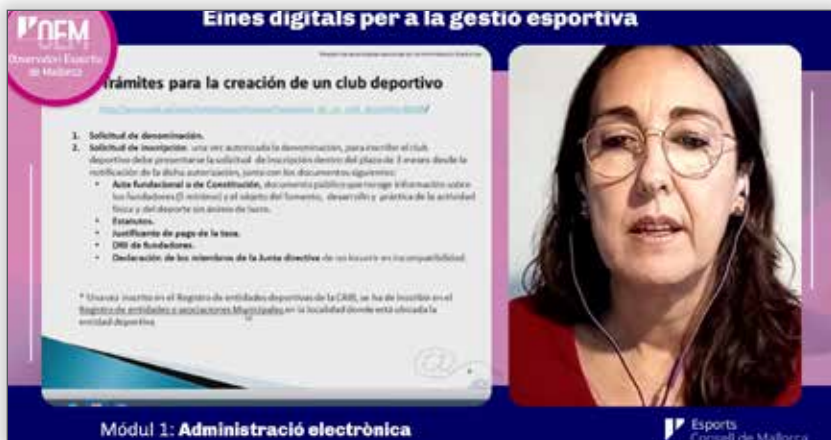 Eines digitals per a la gestió esportiva
OEM
Observatori Esportiu
de Mallorca
Trámites para la creación de un club deportivo
1. Solicitud de denominación.
2. Solicitud de inscripción: una vez autorizada la denominación, para inscribir el club
deportivo debe presentarse la solicitud de inscripción dentro del plazo de 3 meses desde la
notificación de la dicha autorización, junto con los documentos siguientes:
• Acta fundacional o de Constitución, documento público que recoge información sobre
los fundadores(5 mínimo) y el objeto del fomento, desarrollo y práctica de la actividad
física y del deporte sin ánimo de lucro.
• Estatutos.
• Justificante de pago de la tasa.
• DNI de fundadores.
• Declaración de los miembros de la Junta directiva de no incurrir en incompatibilidad.
* Una vez inscrito en el Registro de entidades deportivas de la CAIB, se ha de inscribir en el
Registro de entidades o asociaciones Municipales en la localidad donde está ubicada la
entidad deportiva
Mòdul 1: Administració electrònica
Esports
Consell de Mallorca